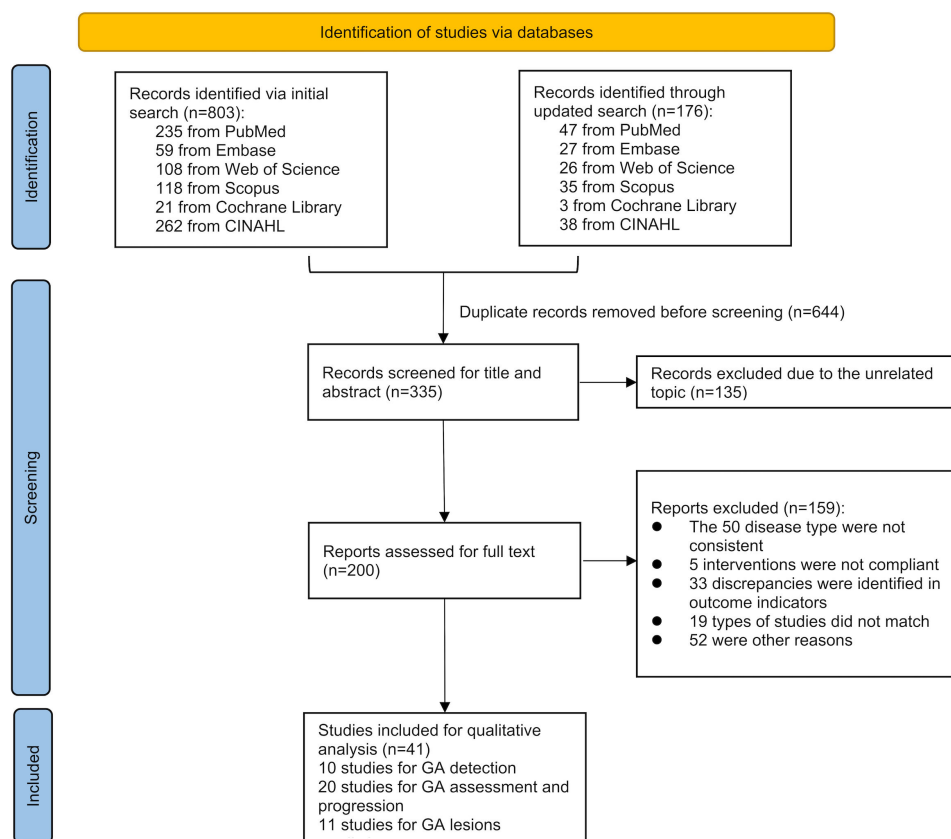 Identification of studies via databases
Identification
Records identified via initial
search (n=803):
235 from PubMed
59 from Embase
108 from Web of Science
118 from Scopus
21 from Cochrane Library
262 from CINAHL
Records identified through
updated search (n=176):
47 from PubMed
27 from Embase
26 from Web of Science
35 from Scopus
3 from Cochrane Library
38 from CINAHL
Duplicate records removed before screening (n=644)
Screening
Records screened for title and
abstract (n=335)
Records excluded due to the unrelated
topic (n=135)
Reports assessed for full text
(n=200)
Reports excluded (n=159):
● The 50 disease type were not
consistent
● 5 interventions were not compliant
● 33 discrepancies were identified in
outcome indicators
● 19 types of studies did not match
● 52 were other reasons
Included
Studies included for qualitative
analysis (n=41)
10 studies for GA detection
20 studies for GA assessment and
progression
11 studies for GA lesions